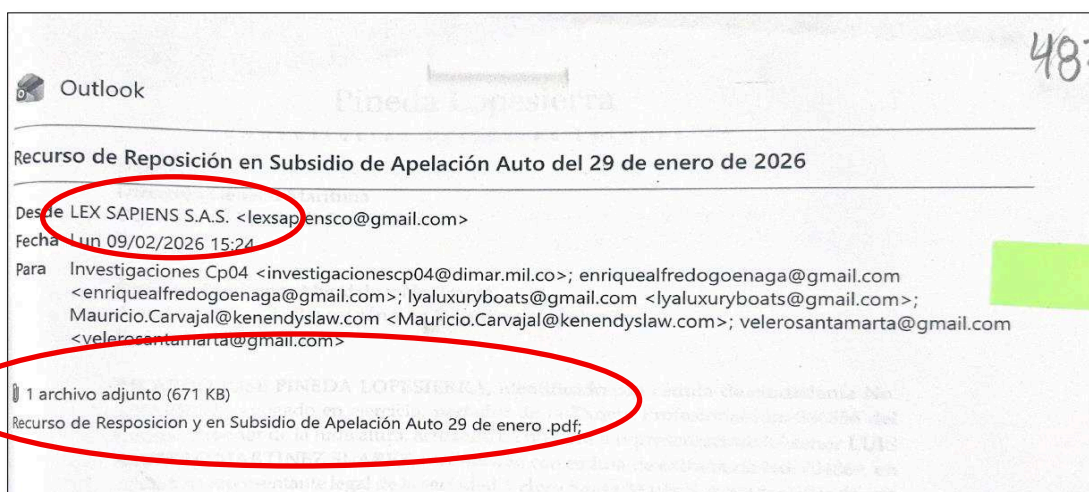 48
Outlook
Pineda Lopesierra
Recurso de Reposición en Subsidio de Apelación Auto del 29 de enero de 2026
Desde LEX SAPIENS S.A.S. <lexsapiensco@gmail.com>
Fecha Lun 09/02/2026 15:24
Para Investigaciones Cp04 <investigacionescp04@dimar.mil.co>; enriquealfredogoenaga@gmail.com
<enriquealfredogoenaga@gmail.com>; lyaluxuryboats@gmail.com <lyaluxuryboats@gmail.com>;
Mauricio.Carvajal@kenendyslaw.com <Mauricio.Carvajal@kenendyslaw.com>; velerosantamarta@gmail.com
<velerosantamarta@gmail.com>
1 archivo adjunto (671 KB)
Recurso de Resposicion y en Subsidio de Apelación Auto 29 de enero .pdf;